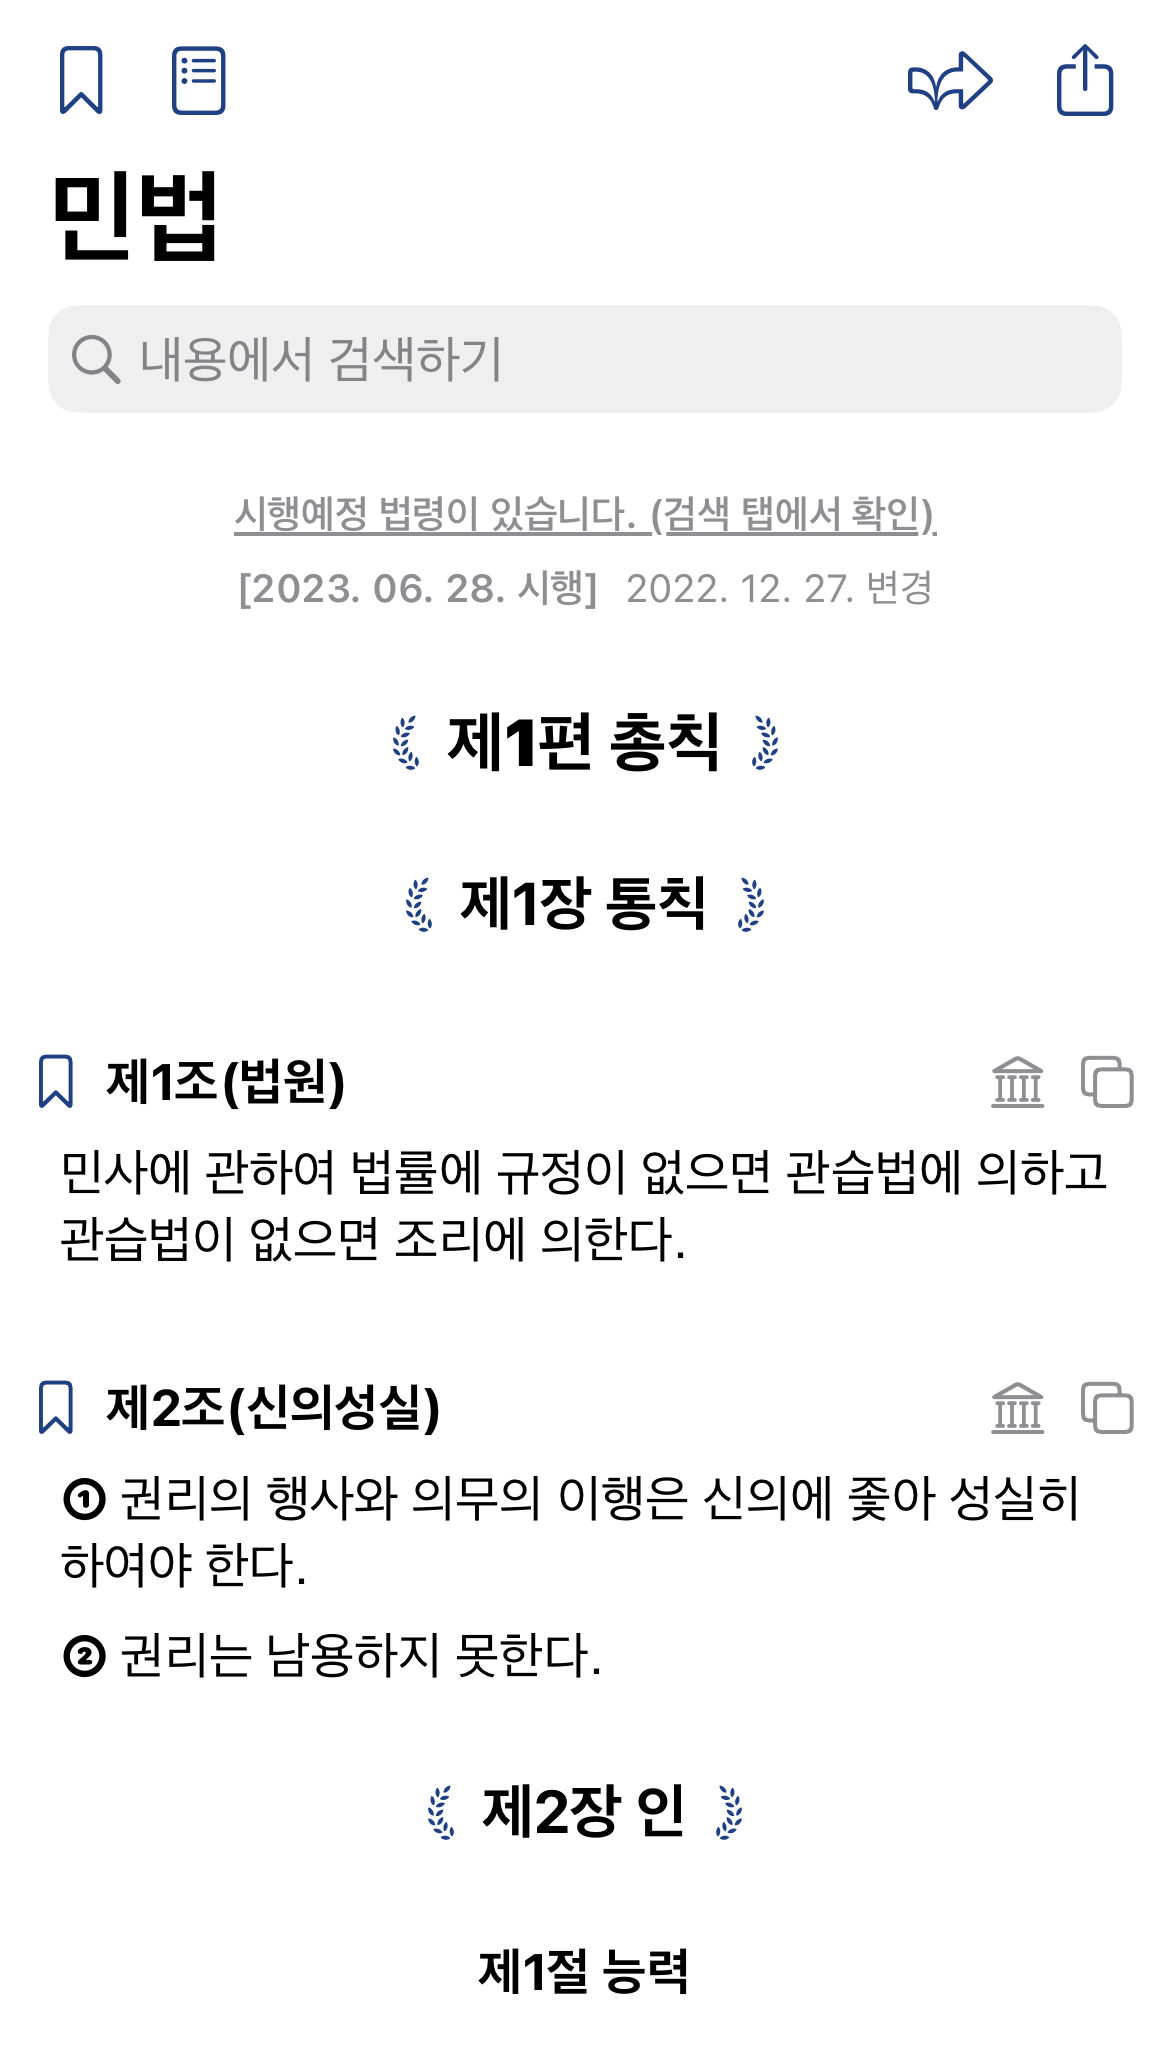 민법
내용에서 검색하기
시행예정 법령이 있습니다. (검색 탭에서 확인)
[2023. 06. 28. 시행] 2022. 12. 27. 변경
제1편 총칙
제1장 통칙
제1조(법원)
민사에 관하여 법률에 규정이 없으면 관습법에 의하고
관습법이 없으면 조리에 의한다.
제2조(신의성실)
① 권리의 행사와 의무의 이행은 신의에 좇아 성실히
하여야 한다.
② 권리는 남용하지 못한다.
제2장 인
제1절 능력